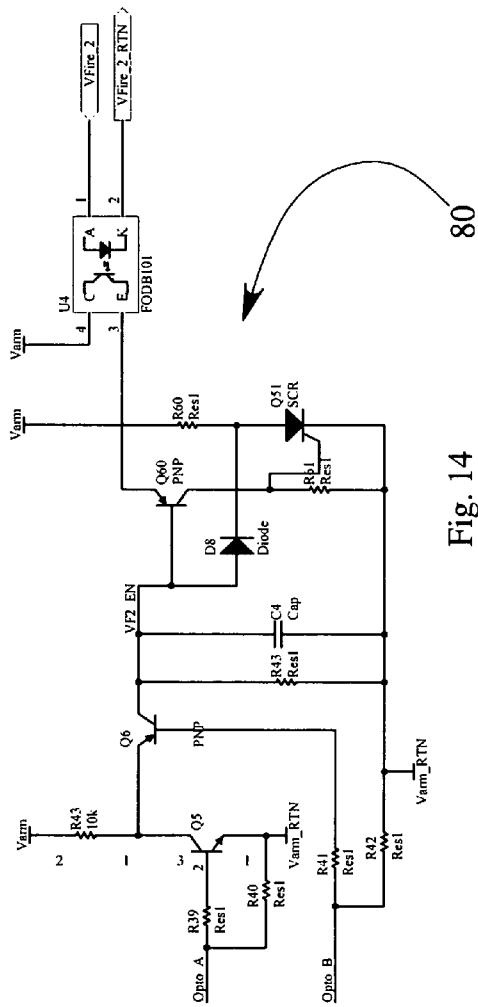 VFire_2
VFire_2_RTN
1
2
A
K
C
E
U4
FODB101
4
3
Varm
Varm
R60
Res1
Q51
SCR
Q60
PNP
R61
Res1
D8
Diode
VF2_EN
C4
Cap
R43
Res1
Q6
PNP
Varm
R43
10k
2
1
3
Q5
2
1
Varm_RTN
R39
Res1
R40
Res1
Opto A
Opto B
R41
Res1
R42
Res1
Varm_RTN
80
Fig. 14